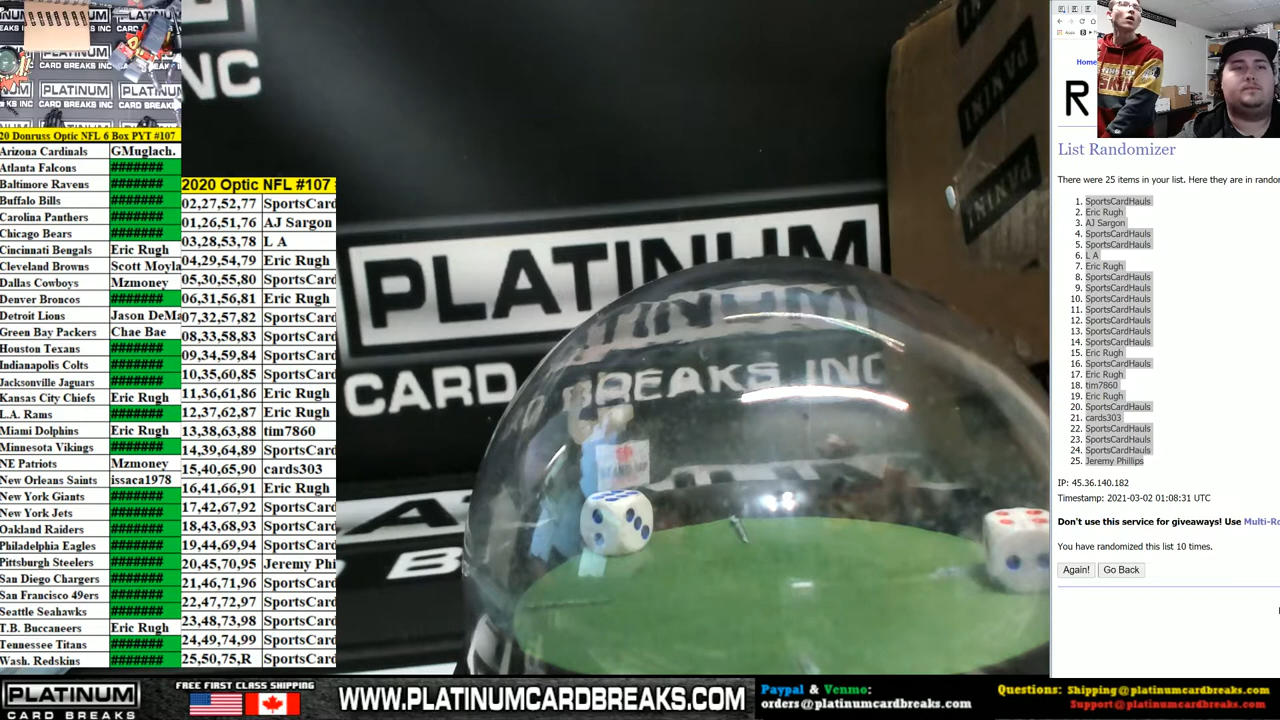 PLATINUM
CARD BREAKS INC
20 Donruss Optic NFL 6 Box PYT #107
Arizona Cardinals GMuglach.
Atlanta Falcons #######
Baltimore Ravens #######
Buffalo Bills #######
Carolina Panthers #######
Chicago Bears #######
Cincinnati Bengals Eric Rugh
Cleveland Browns Scott Moyla
Dallas Cowboys Mzmoney
Denver Broncos #######
Detroit Lions Jason DeMa
Green Bay Packers Chae Bae
Houston Texans #######
Indianapolis Colts #######
Jacksonville Jaguars #######
Kansas City Chiefs Eric Rugh
L.A. Rams #######
Miami Dolphins Eric Rugh
Minnesota Vikings #######
NE Patriots Mzmoney
New Orleans Saints issaca1978
New York Giants #######
New York Jets #######
Oakland Raiders #######
Philadelphia Eagles #######
Pittsburgh Steelers #######
San Diego Chargers #######
San Francisco 49ers #######
Seattle Seahawks #######
T.B. Buccaneers Eric Rugh
Tennessee Titans #######
Wash. Redskins #######
2020 Optic NFL #107
02,27,52,77 SportsCard
01,26,51,76 AJ Sargon
03,28,53,78 L A
04,29,54,79 Eric Rugh
05,30,55,80 SportsCard
06,31,56,81 Eric Rugh
07,32,57,82 SportsCard
08,33,58,83 SportsCard
09,34,59,84 SportsCard
10,35,60,85 SportsCard
11,36,61,86 Eric Rugh
12,37,62,87 Eric Rugh
13,38,63,88 tim7860
14,39,64,89 SportsCard
15,40,65,90 cards303
16,41,66,91 Eric Rugh
17,42,67,92 SportsCard
18,43,68,93 SportsCard
19,44,69,94 SportsCard
20,45,70,95 Jeremy Phi
21,46,71,96 SportsCard
22,47,72,97 SportsCard
23,48,73,98 SportsCard
24,49,74,99 SportsCard
25,50,75,R SportsCard
INC
PLATINUM
CARD BREAKS INC
PANINI
Home
R
List Randomizer
There were 25 items in your list. Here they are in rando
1. SportsCardHauls
2. Eric Rugh
3. AJ Sargon
4. SportsCardHauls
5. SportsCardHauls
6. L A
7. Eric Rugh
8. SportsCardHauls
9. SportsCardHauls
10. SportsCardHauls
11. SportsCardHauls
12. SportsCardHauls
13. SportsCardHauls
14. SportsCardHauls
15. Eric Rugh
16. SportsCardHauls
17. Eric Rugh
18. tim7860
19. Eric Rugh
20. SportsCardHauls
21. cards303
22. SportsCardHauls
23. SportsCardHauls
24. SportsCardHauls
25. Jeremy Phillips
IP: 45.36.140.182
Timestamp: 2021-03-02 01:08:31 UTC
Don't use this service for giveaways! Use Multi-R
You have randomized this list 10 times.
Again! Go Back
PLATINUM
CARD BREAKS
FREE FIRST CLASS SHIPPING
WWW.PLATINUMCARDBREAKS.COM
Paypal & Venmo:
orders@platinumcardbreaks.com
Questions: Shipping@platinumcardbreaks.com
Support@platinumcardbreaks.com